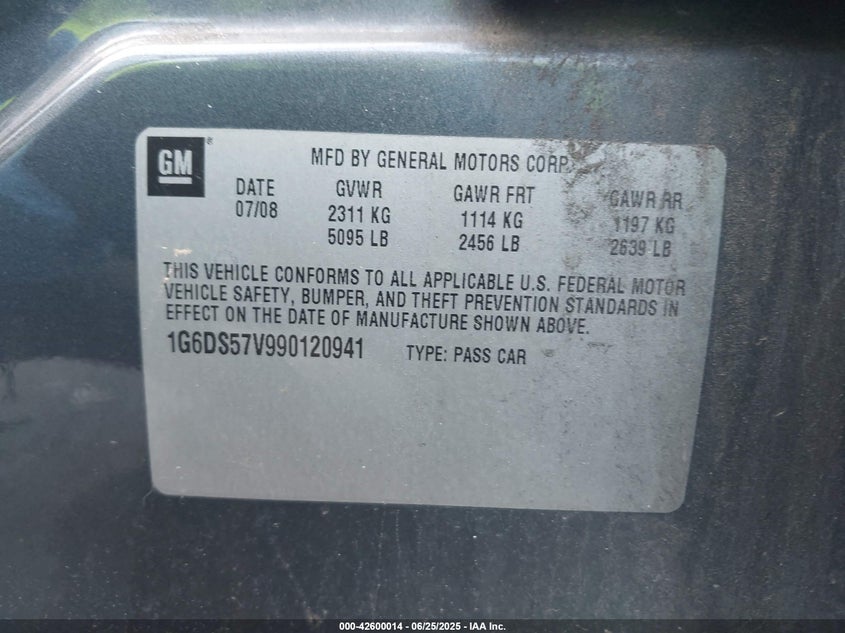 GM®
MFD BY GENERAL MOTORS CORP.
DATE GVWR GAWR FRT GAWR RR
07/08 2311 KG 1114 KG 1197 KG
5095 LB 2456 LB 2639 LB
THIS VEHICLE CONFORMS TO ALL APPLICABLE U.S. FEDERAL MOTOR
VEHICLE SAFETY, BUMPER, AND THEFT PREVENTION STANDARDS IN
EFFECT ON THE DATE OF MANUFACTURE SHOWN ABOVE.
1G6DS57V990120941 TYPE: PASS CAR
000-42600014 - 06/25/2025 - IAA Inc.